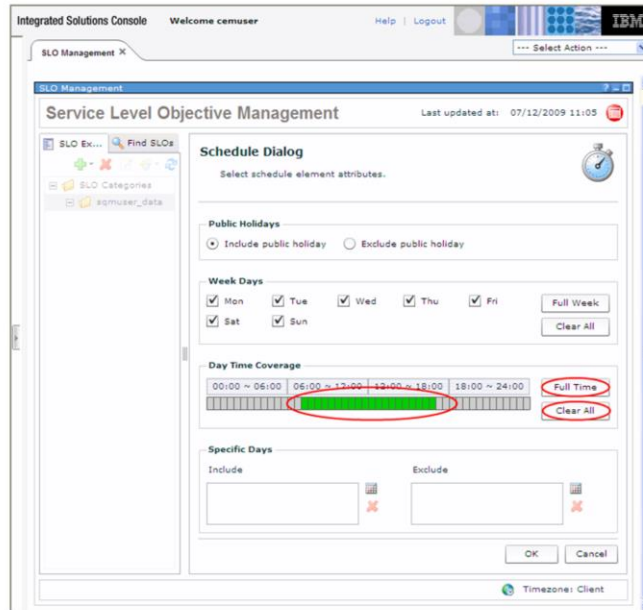 Integrated Solutions Console Welcome cemuser Help | Logout IBM
SLO Management ✕ --- Select Action ---
SLO Management
Service Level Objective Management Last updated at: 07/12/2009 11:05
SLO Ex... Find SLOs
SLO Categories
sqmuser_data
Schedule Dialog
Select schedule element attributes.
Public Holidays
Include public holiday Exclude public holiday
Week Days
Mon Tue Wed Thu Fri Full Week
Sat Sun Clear All
Day Time Coverage
00:00 ~ 06:00 06:00 ~ 12:00 12:00 ~ 18:00 18:00 ~ 24:00 Full Time
Clear All
Specific Days
Include Exclude
OK Cancel
Timezone: Client